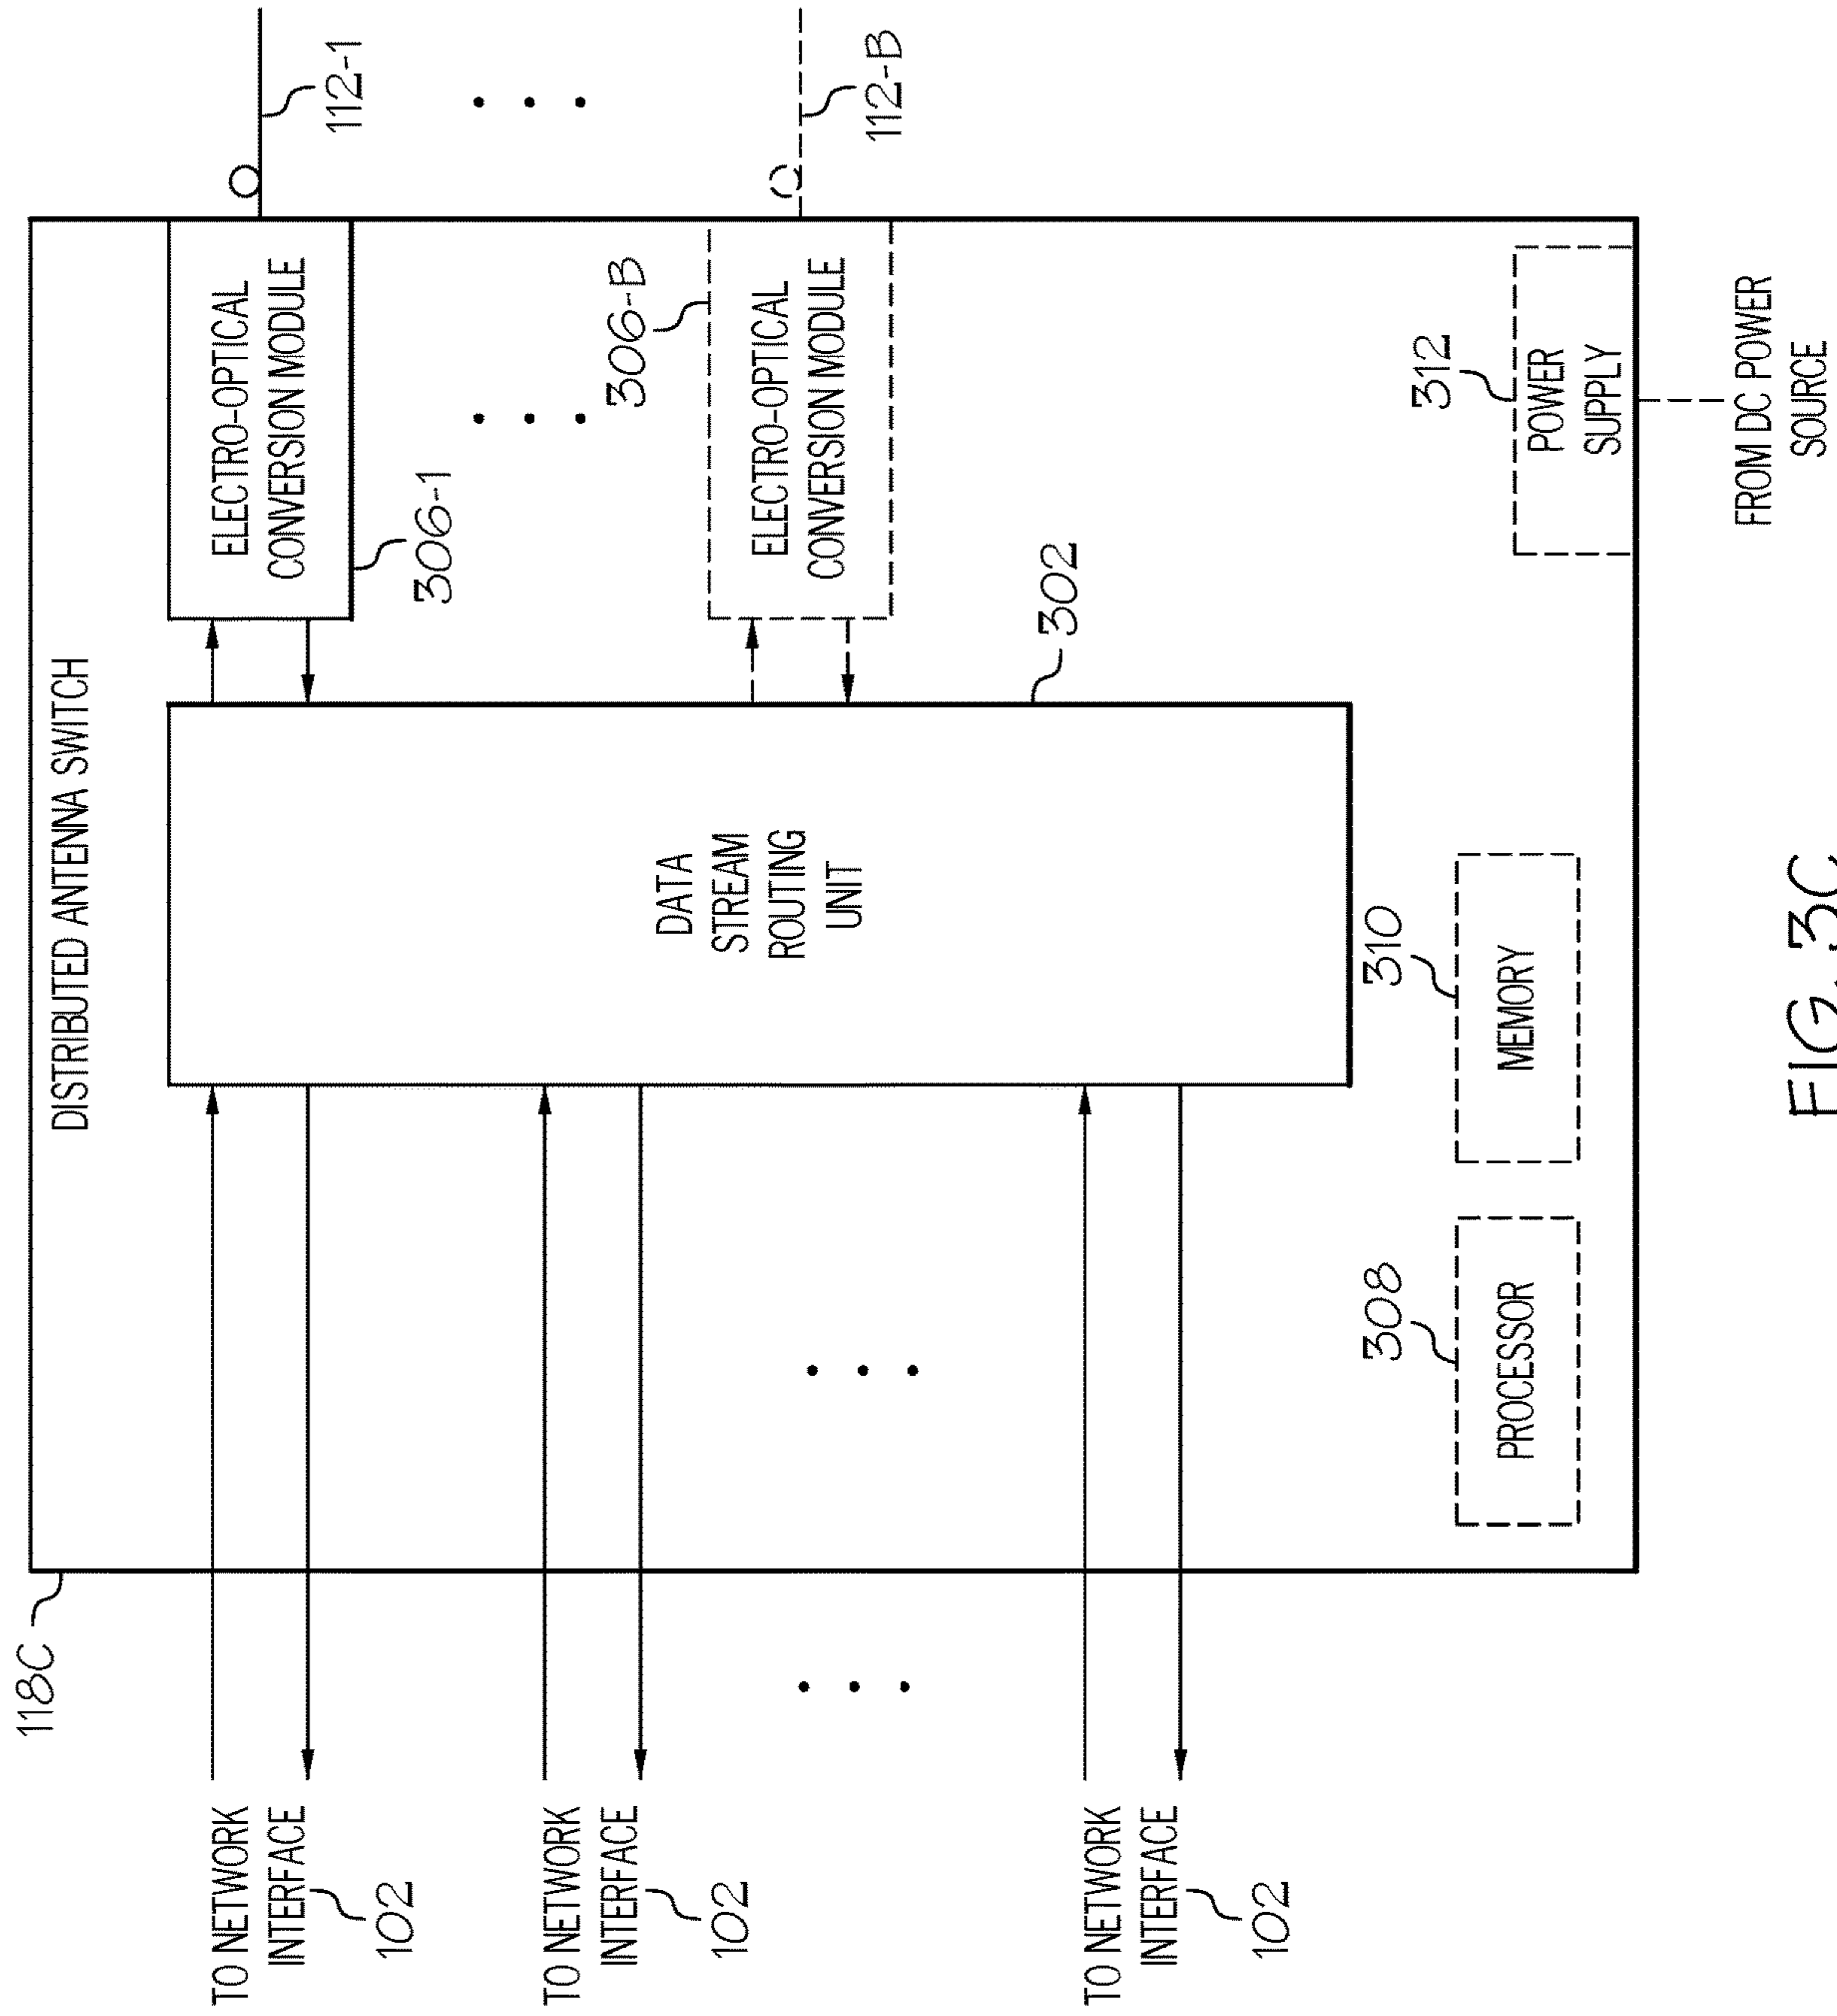 118C
DISTRIBUTED ANTENNA SWITCH
TO NETWORK
INTERFACE
102
TO NETWORK
INTERFACE
102
TO NETWORK
INTERFACE
102
DATA
STREAM
ROUTING
UNIT
302
ELECTRO-OPTICAL
CONVERSION MODULE
306-1
112-1
ELECTRO-OPTICAL
CONVERSION MODULE
306-B
112-B
308
PROCESSOR
310
MEMORY
312
POWER
SUPPLY
FROM DC POWER
SOURCE
FIG. 3C